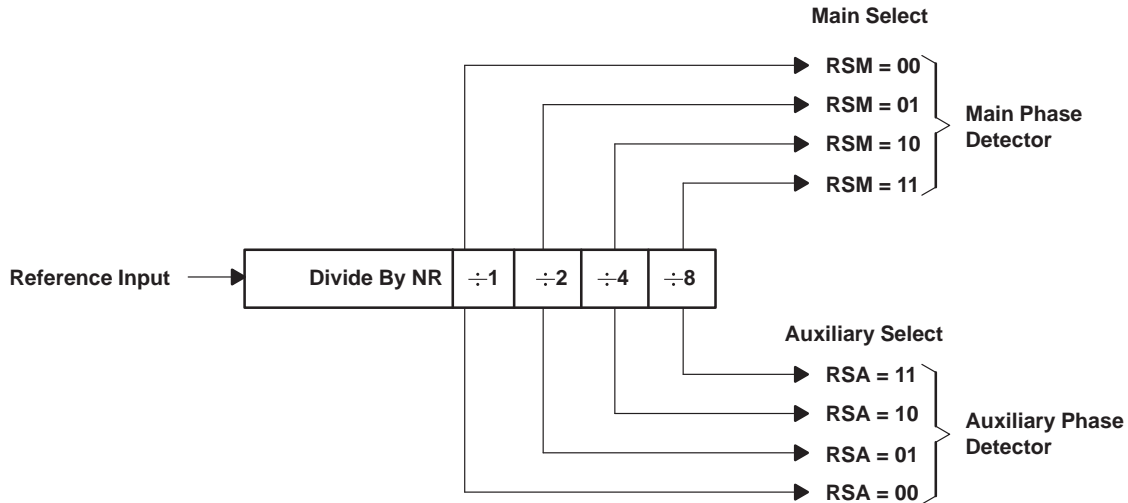 Main Select
RSM = 00
RSM = 01
RSM = 10
RSM = 11
Main Phase
Detector
Reference Input
Divide By NR ÷1 ÷2 ÷4 ÷8
Auxiliary Select
RSA = 11
RSA = 10
RSA = 01
RSA = 00
Auxiliary Phase
Detector